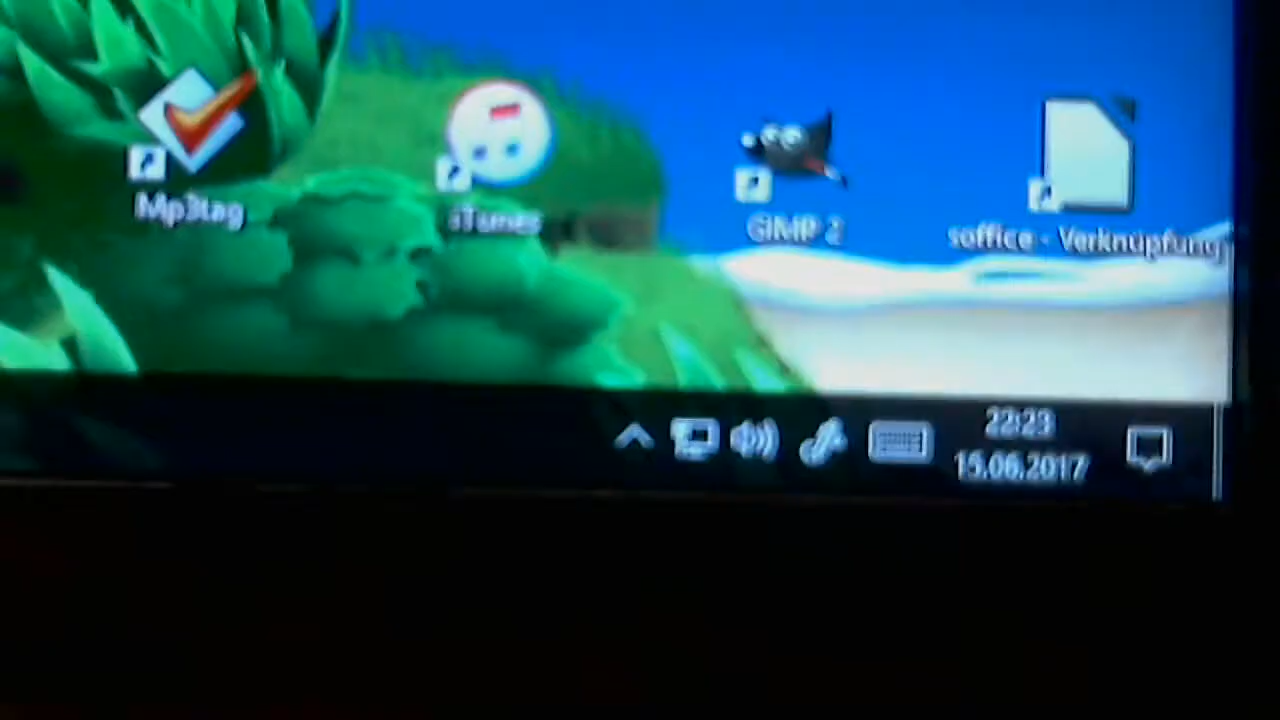 Mp3tag
iTunes
GIMP 2
soffice - Verknüpfung
22:23
15.06.2017